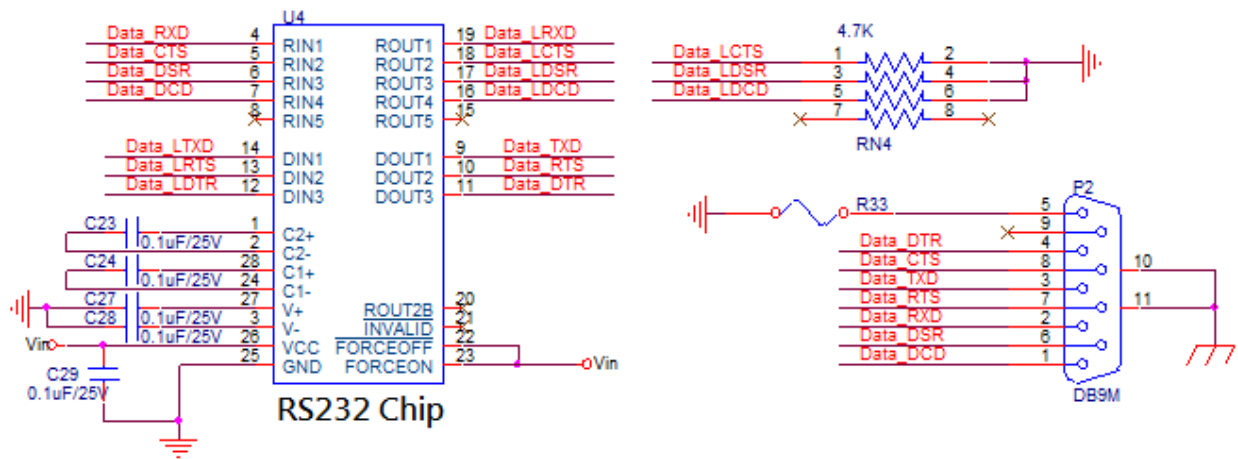 U4
Data_RXD 4 RIN1 ROUT1 19 Data_LRXD
Data_CTS 5 RIN2 ROUT2 18 Data_LCTS
Data_DSR 6 RIN3 ROUT3 17 Data_LDSR
Data_DCD 7 RIN4 ROUT4 16 Data_LDCD
8 RIN5 ROUT5 15
Data_LTXD 14 DIN1 DOUT1 9 Data_TXD
Data_LRTS 13 DIN2 DOUT2 10 Data_RTS
Data_LDTR 12 DIN3 DOUT3 11 Data_DTR
C23 0.1uF/25V 1 C2+
2 C2-
C24 0.1uF/25V 28 C1+
24 C1-
C27 0.1uF/25V 27 V+ ROUT2B 20
C28 0.1uF/25V 3 V- INVALID 21
Vin 26 VCC FORCEOFF 22
25 GND FORCEON 23 Vin
C29
0.1uF/25V
RS232 Chip
4.7K
Data_LCTS 1 2
Data_LDSR 3 4
Data_LDCD 5 6
7 8
RN4
P2
R33 5
9
Data_DTR 4
Data_CTS 8 10
Data_TXD 3
Data_RTS 7 11
Data_RXD 2
Data_DSR 6
Data_DCD 1
DB9M